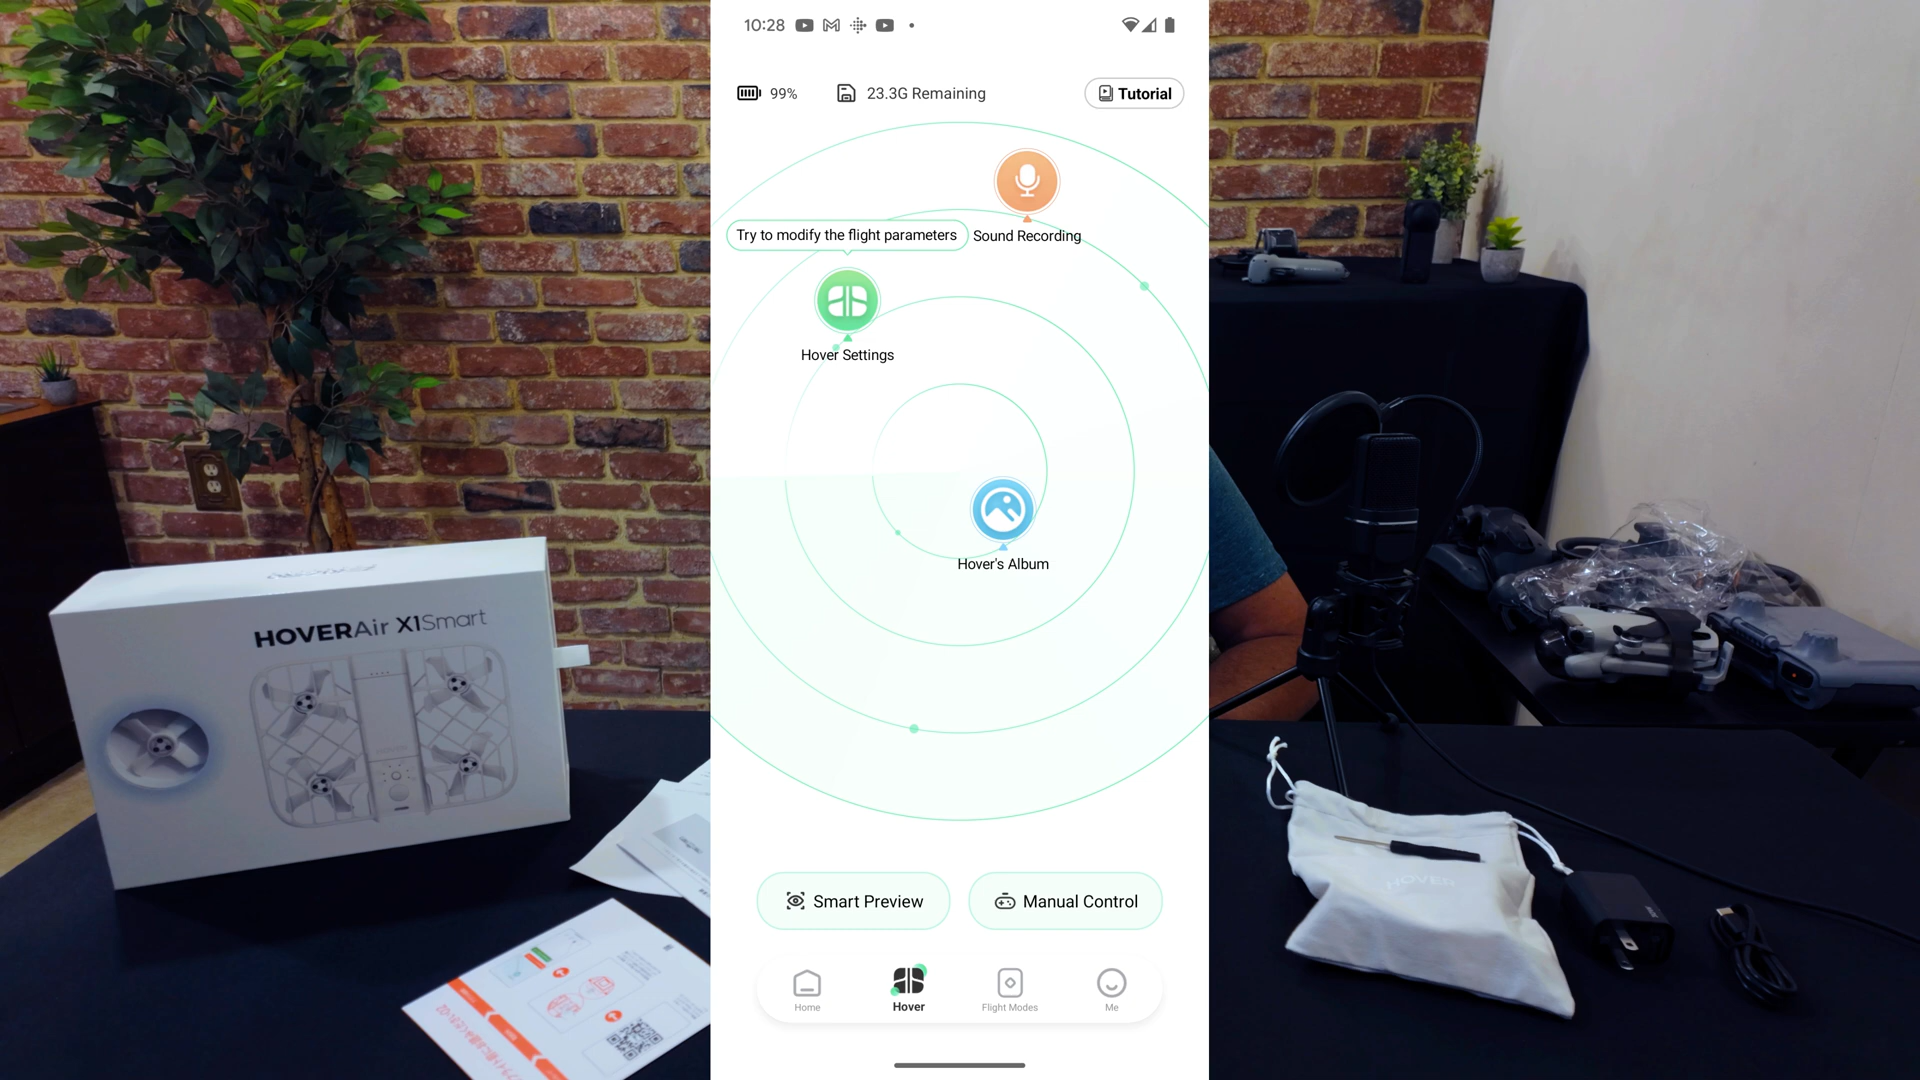 10:28
99%
23.3G Remaining
Tutorial
Try to modify the flight parameters
Sound Recording
Hover Settings
Hover's Album
Smart Preview
Manual Control
Home
Hover
Flight Modes
Me
HOVERAir X1Smart
HOVER